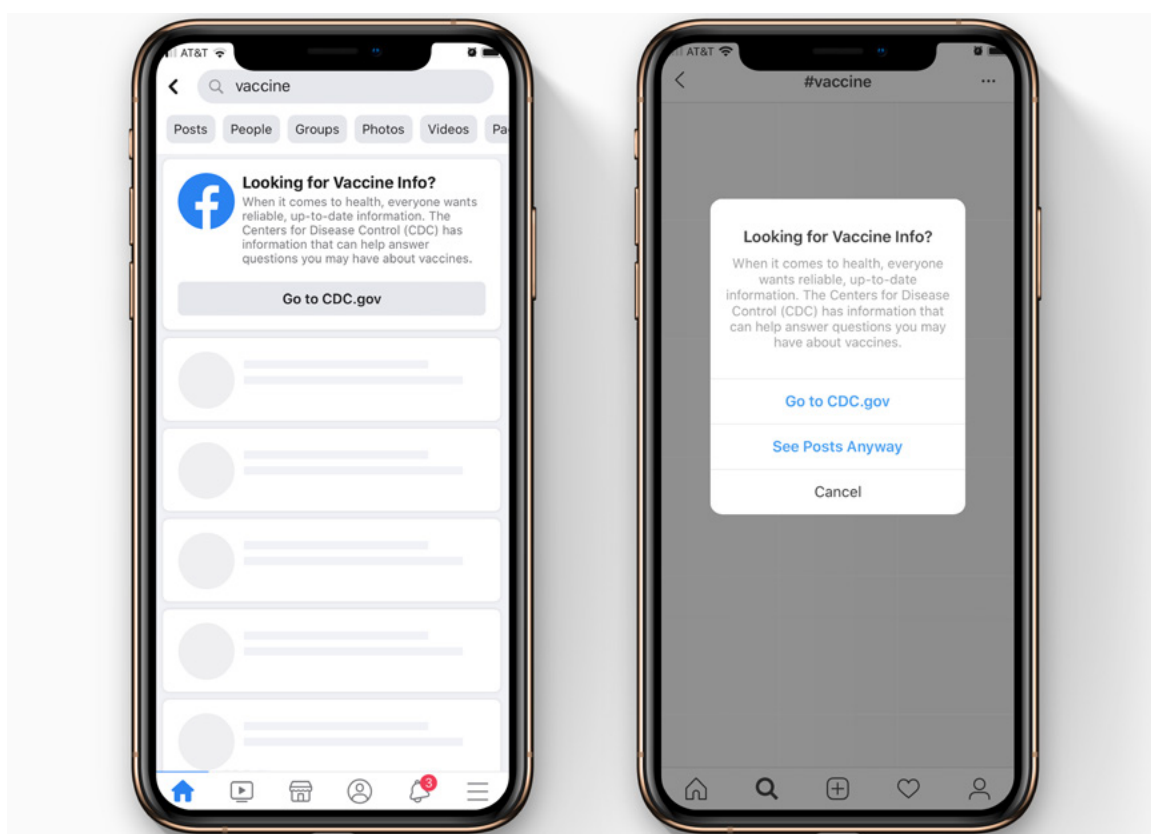 AT&T
vaccine
Posts People Groups Photos Videos Pa
Looking for Vaccine Info?
When it comes to health, everyone wants
reliable, up-to-date information. The
Centers for Disease Control (CDC) has
information that can help answer
questions you may have about vaccines.
Go to CDC.gov
3
AT&T
#vaccine
Looking for Vaccine Info?
When it comes to health, everyone
wants reliable, up-to-date
information. The Centers for Disease
Control (CDC) has information that
can help answer questions you may
have about vaccines.
Go to CDC.gov
See Posts Anyway
Cancel